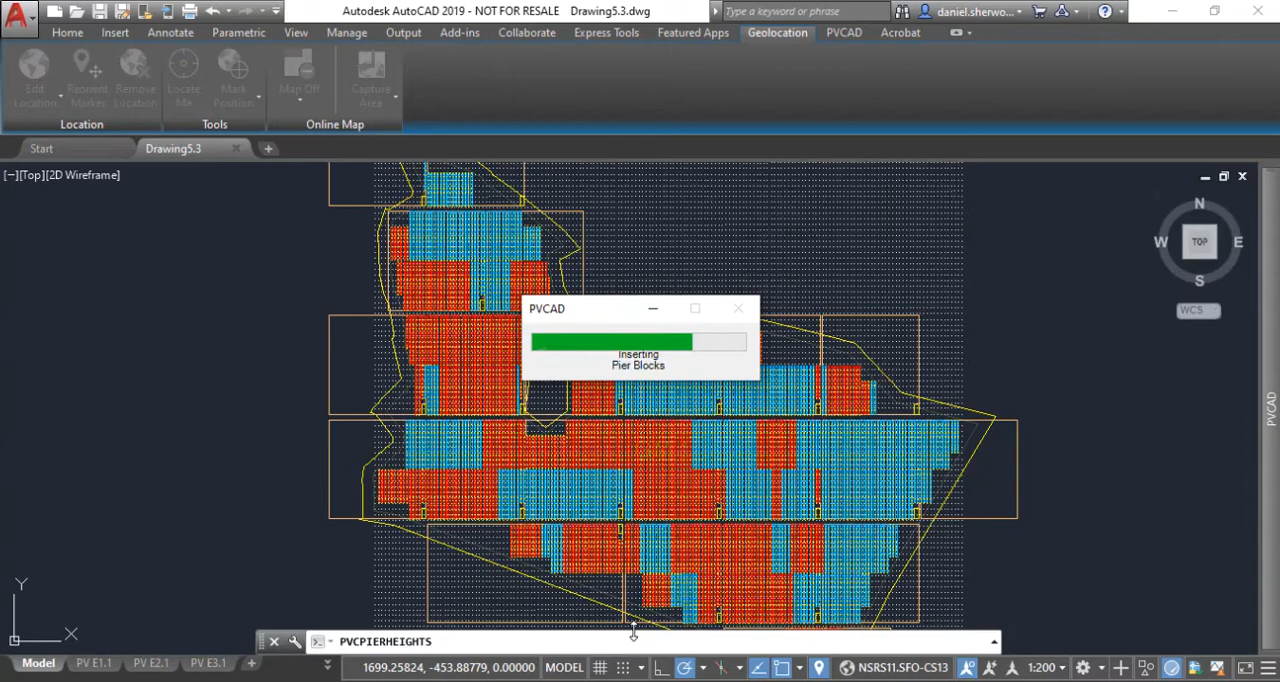 Autodesk AutoCAD 2019 - NOT FOR RESALE Drawing5.3.dwg
Type a keyword or phrase
daniel.sherwo...
Home Insert Annotate Parametric View Manage Output Add-ins Collaborate Express Tools Featured Apps Geolocation PVCAD Acrobat
Edit Location
Reorient Marker
Remove Location
Locate Me
Mark Position
Map Off
Capture Area
Location Tools Online Map
Start Drawing5.3
[−][Top][2D Wireframe]
N
W TOP E
S
WCS
PVCAD
PVCAD
Inserting
Pier Blocks
Y
X
PVCPIERHEIGHTS
Model PV E1.1 PV E2.1 PV E3.1 1699.25824, -453.88779, 0.00000 MODEL NSRS11.SFO-CS13 1:200